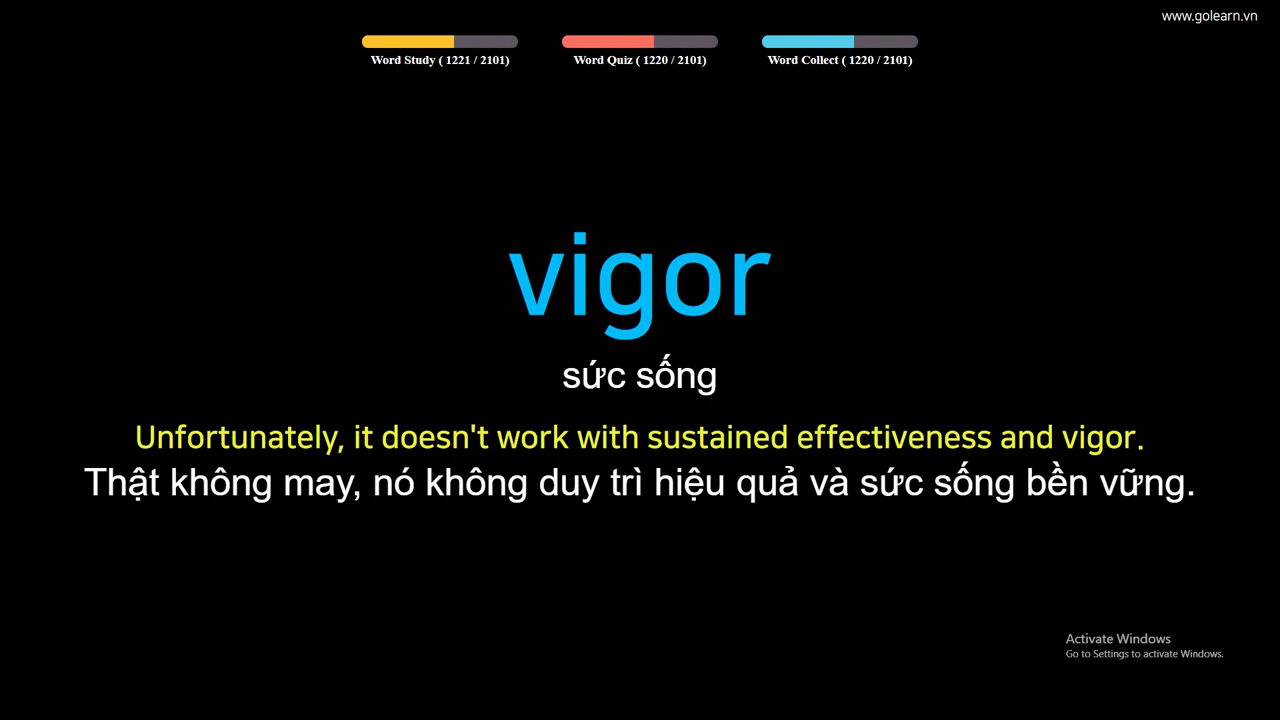 www.golearn.vn
Word Study ( 1221 / 2101)
Word Quiz ( 1220 / 2101)
Word Collect ( 1220 / 2101)
vigor
sức sống
Unfortunately, it doesn't work with sustained effectiveness and vigor.
Thật không may, nó không duy trì hiệu quả và sức sống bền vững.
Activate Windows
Go to Settings to activate Windows.